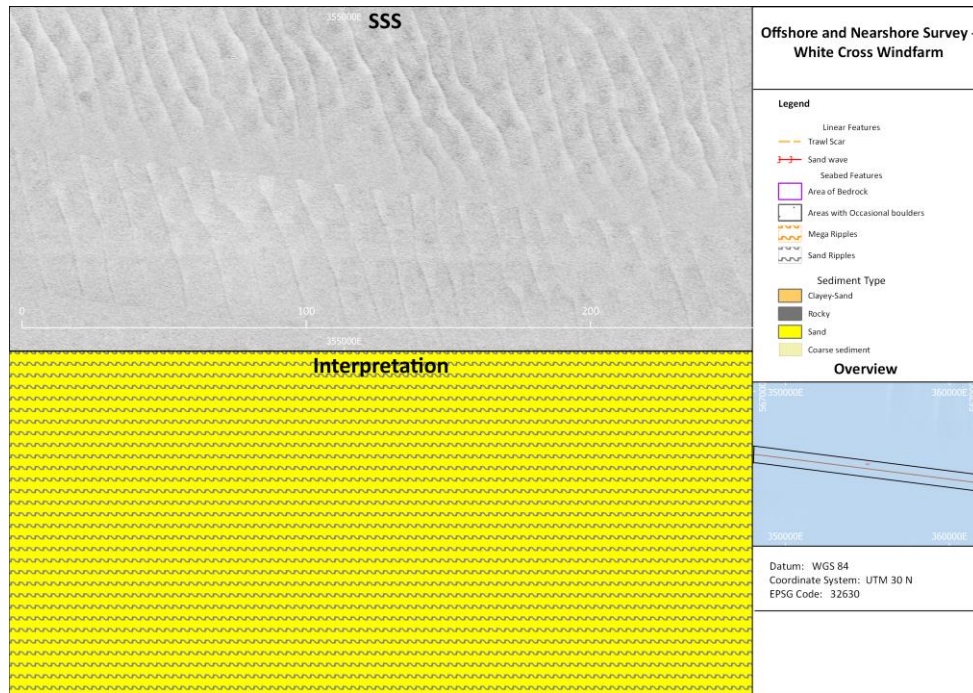 355000E
SSS
0
100
200
355000E
Interpretation
Offshore and Nearshore Survey -
White Cross Windfarm
Legend
Linear Features
Trawl Scar
Sand wave
Seabed Features
Area of Bedrock
Areas with Occasional boulders
Mega Ripples
Sand Ripples
Sediment Type
Clayey-Sand
Rocky
Sand
Coarse sediment
Overview
350000E
360000E
350000E
360000E
Datum: WGS 84
Coordinate System: UTM 30 N
EPSG Code: 32630